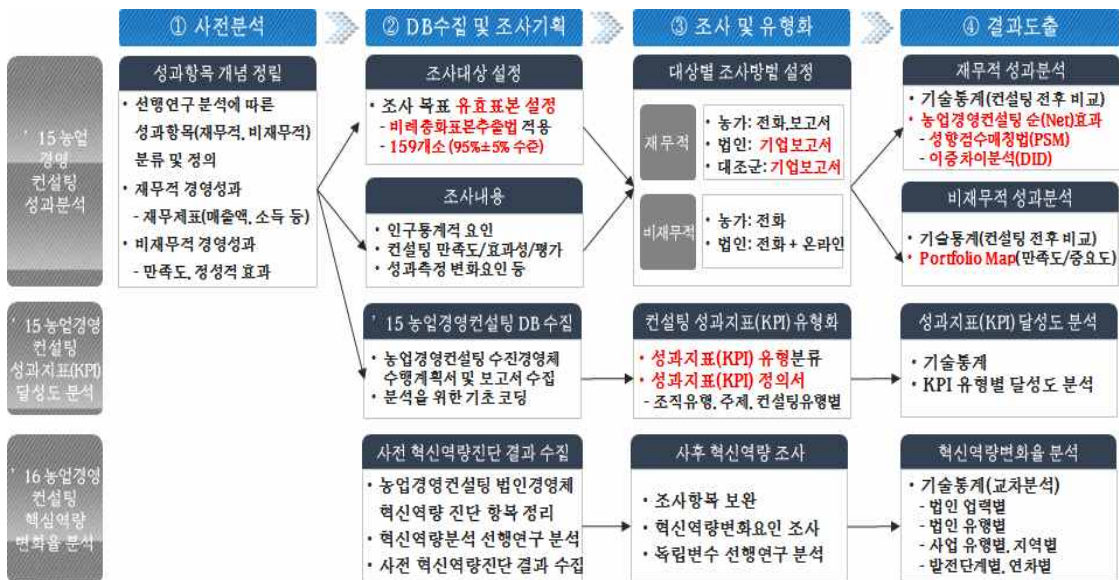 ① 사전분석
② DB수집 및 조사기획
③ 조사 및 유형화
④ 결과도출
' 15 농업
경영
컨설팅
성과분석
성과항목 개념 정립
• 선행연구 분석에 따른
성과항목(재무적, 비재무적)
분류 및 정의
• 재무적 경영성과
- 재무제표(매출액, 소득 등)
• 비재무적 경영성과
- 만족도, 정성적 효과
조사대상 설정
• 조사 목표 유효표본 설정
- 비례층화표본추출법 적용
- 159개소 (95%±5% 수준)
조사내용
• 인구통계적 요인
• 컨설팅 만족도/효과성/평가
• 성과측정 변화요인 등
대상별 조사방법 설정
재무적
• 농가: 전화,보고서
• 법인: 기업보고서
• 대조군: 기업보고서
비재무적
• 농가: 전화
• 법인: 전화 + 온라인
재무적 성과분석
• 기술통계(컨설팅 전후 비교)
• 농업경영컨설팅 순(Net)효과
- 성향점수매칭법(PSM)
- 이중차이분석(DID)
비재무적 성과분석
• 기술통계(컨설팅 전후 비교)
• Portfolio Map(만족도/중요도)
' 15 농업경영
컨설팅
성과지표(KPI)
달성도 분석
' 15 농업경영컨설팅 DB 수집
• 농업경영컨설팅 수진경영체
수행계획서 및 보고서 수집
• 분석을 위한 기초 코딩
컨설팅 성과지표(KPI) 유형화
• 성과지표(KPI) 유형분류
• 성과지표(KPI) 정의서
- 조직유형, 주제, 컨설팅유형별
성과지표(KPI) 달성도 분석
• 기술통계
• KPI 유형별 달성도 분석
' 16 농업경영
컨설팅
핵심역량
변화율 분석
사전 혁신역량진단 결과 수집
• 농업경영컨설팅 법인경영체
혁신역량 진단 항목 정리
• 혁신역량분석 선행연구 분석
• 사전 혁신역량진단 결과 수집
사후 혁신역량 조사
• 조사항목 보완
• 혁신역량변화요인 조사
• 독립변수 선행연구 분석
혁신역량변화율 분석
• 기술통계(교차분석)
- 법인 업력별
- 법인 유형별
- 사업 유형별, 지역별
- 발전단계별, 연차별